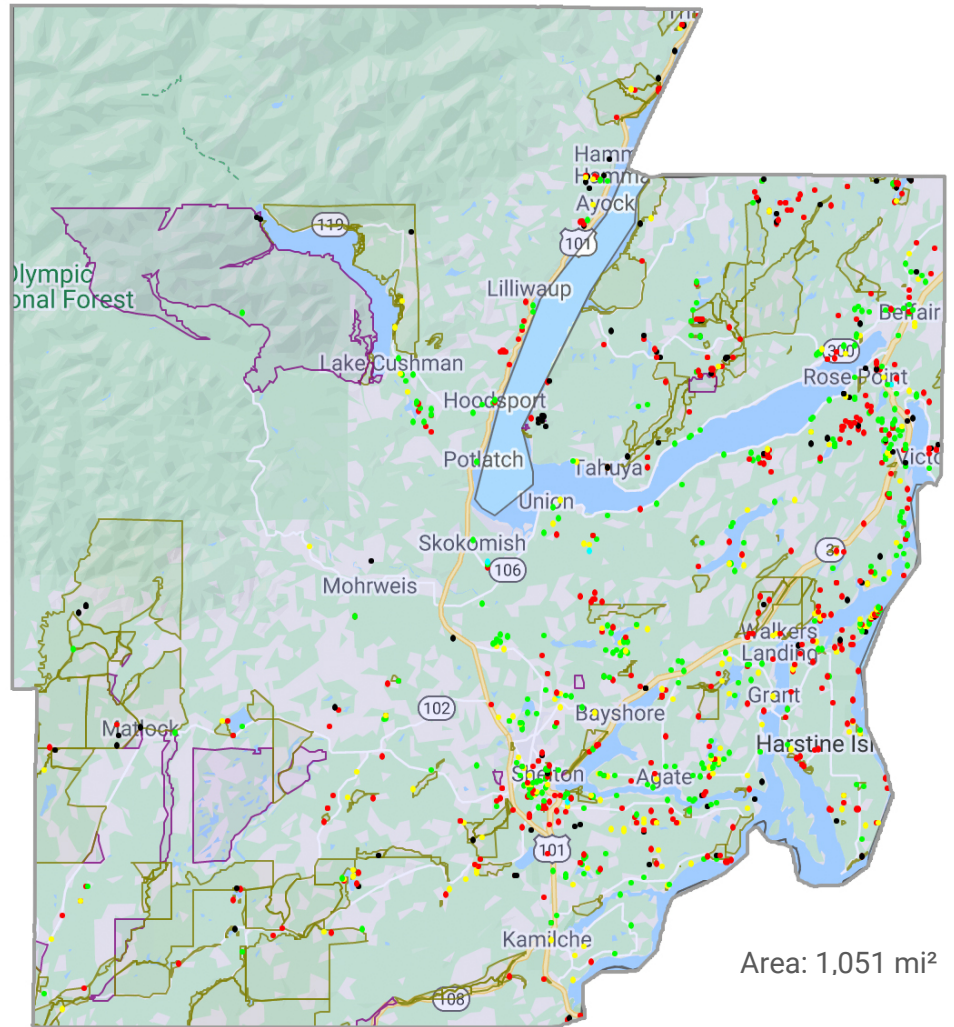 Hamm
Hamma
Ayock
119
101
Olympic
onal Forest
Lilliwaup
Belfair
300
Lake Cushman
Rose Point
Hoodsport
Potlatch
Tahuya
Victo
Union
Skokomish
3
106
Mohrweis
Walkers
Landing
Grant
102
Bayshore
Matlock
Harstine Isl
Shelton
Agate
101
Kamilche
Area: 1,051 mi²
108